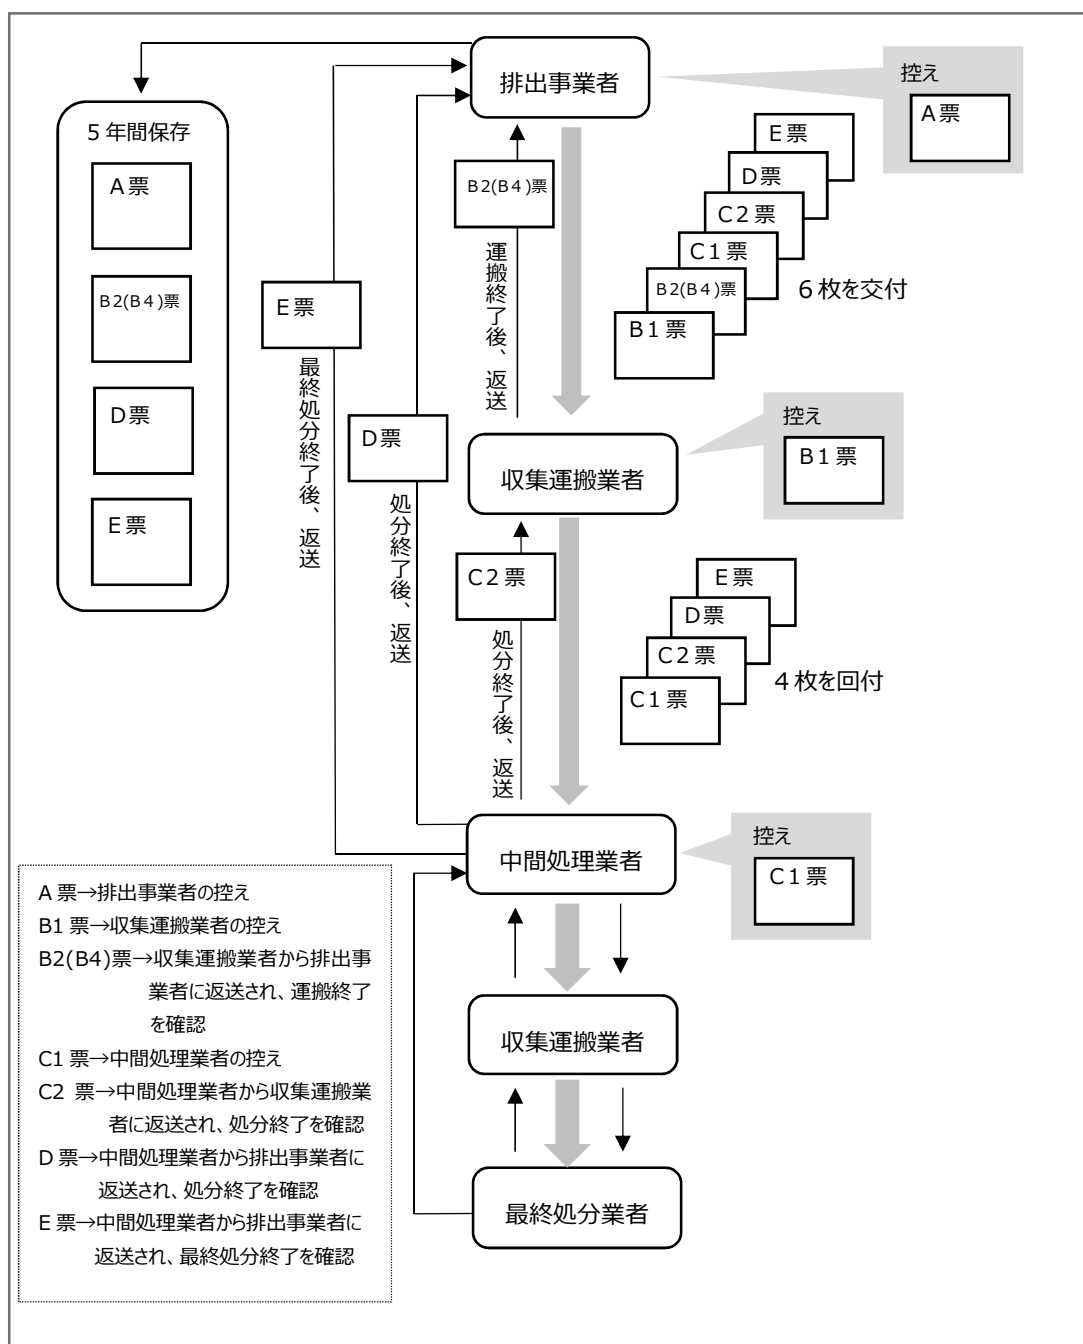 排出事業者
控え
A票
5年間保存
A票
B2(B4)票
D票
E票
B2(B4)票
運搬終了後、返送
E票
D票
C2票
C1票
B2(B4)票
B1票
6枚を交付
E票
最終処分終了後、返送
D票
処分終了後、返送
収集運搬業者
控え
B1票
C2票
処分終了後、返送
E票
D票
C2票
C1票
4枚を回付
中間処理業者
控え
C1票
収集運搬業者
最終処分業者
A票→排出事業者の控え
B1票→収集運搬業者の控え
B2(B4)票→収集運搬業者から排出事
業者に返送され、運搬終了
を確認
C1票→中間処理業者の控え
C2 票→中間処理業者から収集運搬業
者に返送され、処分終了を確認
D票→中間処理業者から排出事業者に
返送され、処分終了を確認
E票→中間処理業者から排出事業者に
返送され、最終処分終了を確認